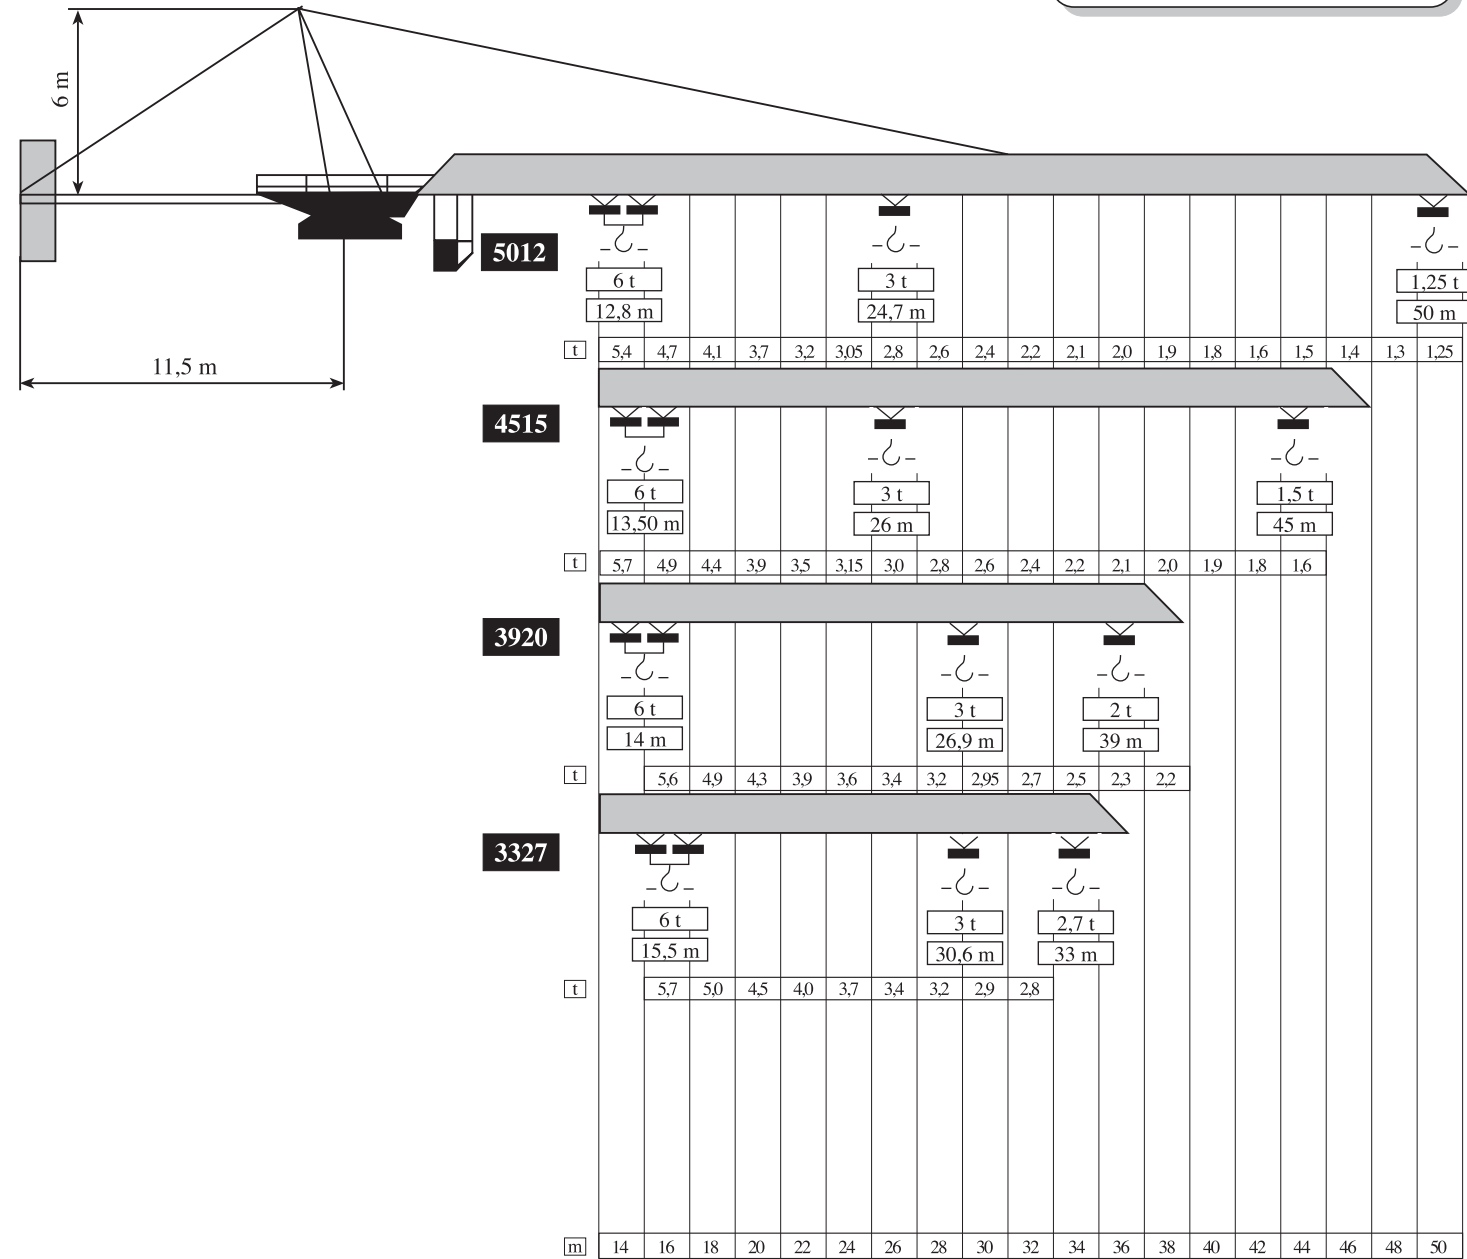 6 m
5012
6 t 3 t 1,25 t
12,8 m 24,7 m 50 m
t 5,4 4,7 4,1 3,7 3,2 3,05 2,8 2,6 2,4 2,2 2,1 2,0 1,9 1,8 1,6 1,5 1,4 1,3 1,25
11,5 m
4515
6 t 3 t 1,5 t
13,50 m 26 m 45 m
t 5,7 4,9 4,4 3,9 3,5 3,15 3,0 2,8 2,6 2,4 2,2 2,1 2,0 1,9 1,8 1,6
3920
6 t 3 t 2 t
14 m 26,9 m 39 m
t 5,6 4,9 4,3 3,9 3,6 3,4 3,2 2,95 2,7 2,5 2,3 2,2
3327
6 t 3 t 2,7 t
15,5 m 30,6 m 33 m
t 5,7 5,0 4,5 4,0 3,7 3,4 3,2 2,9 2,8
m 14 16 18 20 22 24 26 28 30 32 34 36 38 40 42 44 46 48 50